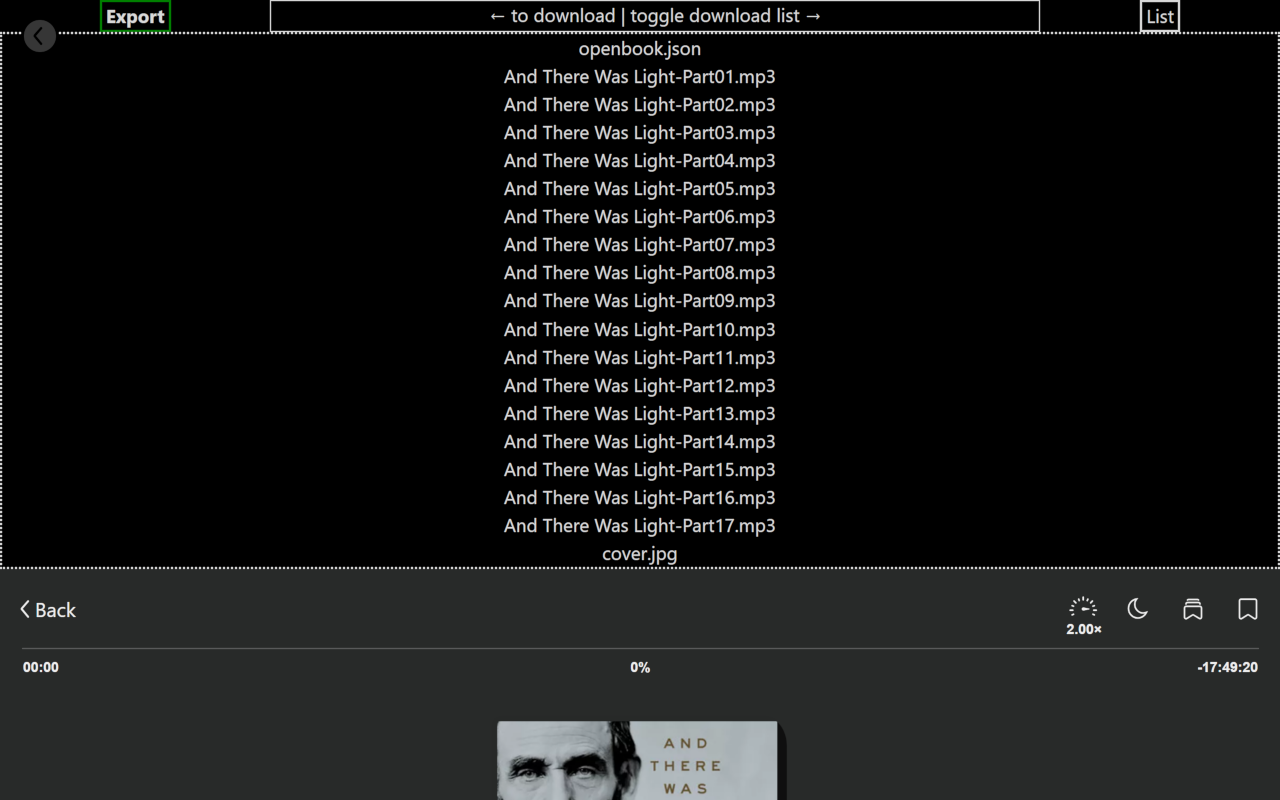 Export
← to download | toggle download list →
List
openbook.json
And There Was Light-Part01.mp3
And There Was Light-Part02.mp3
And There Was Light-Part03.mp3
And There Was Light-Part04.mp3
And There Was Light-Part05.mp3
And There Was Light-Part06.mp3
And There Was Light-Part07.mp3
And There Was Light-Part08.mp3
And There Was Light-Part09.mp3
And There Was Light-Part10.mp3
And There Was Light-Part11.mp3
And There Was Light-Part12.mp3
And There Was Light-Part13.mp3
And There Was Light-Part14.mp3
And There Was Light-Part15.mp3
And There Was Light-Part16.mp3
And There Was Light-Part17.mp3
cover.jpg
Back
2.00×
00:00
0%
-17:49:20
AND
THERE
WAS